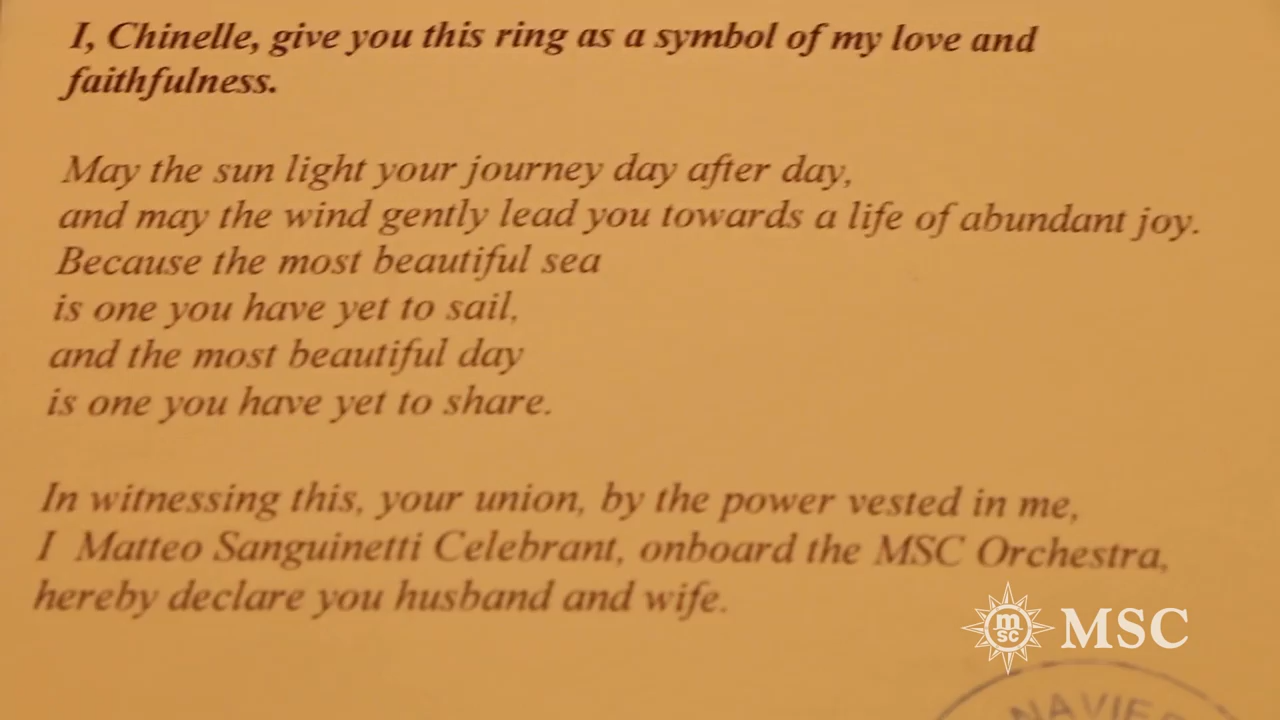 I, Chinelle, give you this ring as a symbol of my love and
faithfulness.
May the sun light your journey day after day,
and may the wind gently lead you towards a life of abundant joy.
Because the most beautiful sea
is one you have yet to sail,
and the most beautiful day
is one you have yet to share.
In witnessing this, your union, by the power vested in me,
I Matteo Sanguinetti Celebrant, onboard the MSC Orchestra,
hereby declare you husband and wife.
m
sc
MSC